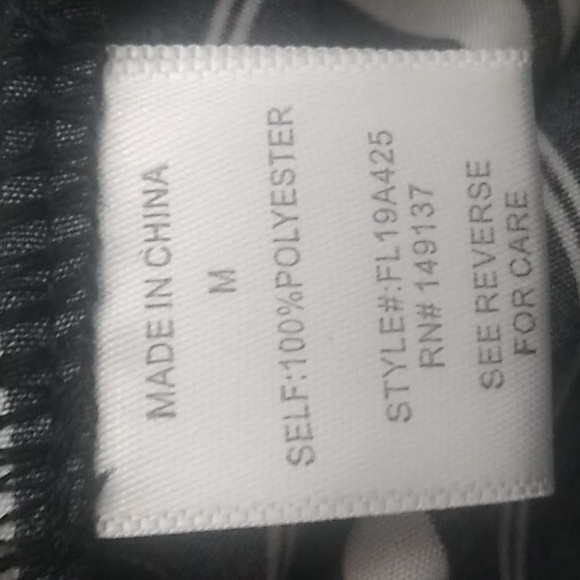 MADE IN CHINA
M
SELF:100%POLYESTER
STYLE#:FL19A425
RN# 149137
SEE REVERSE
FOR CARE